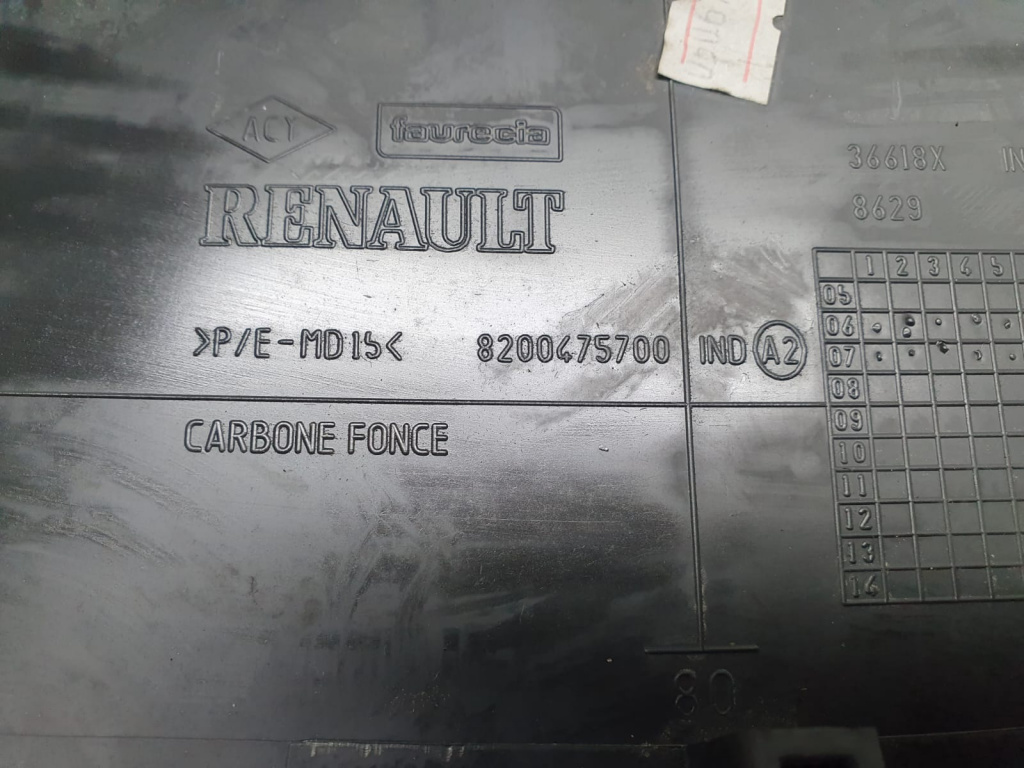 ACY faurecia
RENAULT
36618X IN
8629
>P/E-MD15< 8200475700 IND A2
CARBONE FONCE
1 2 3 4 5
05
06
07
08
09
10
11
12
13
14
80